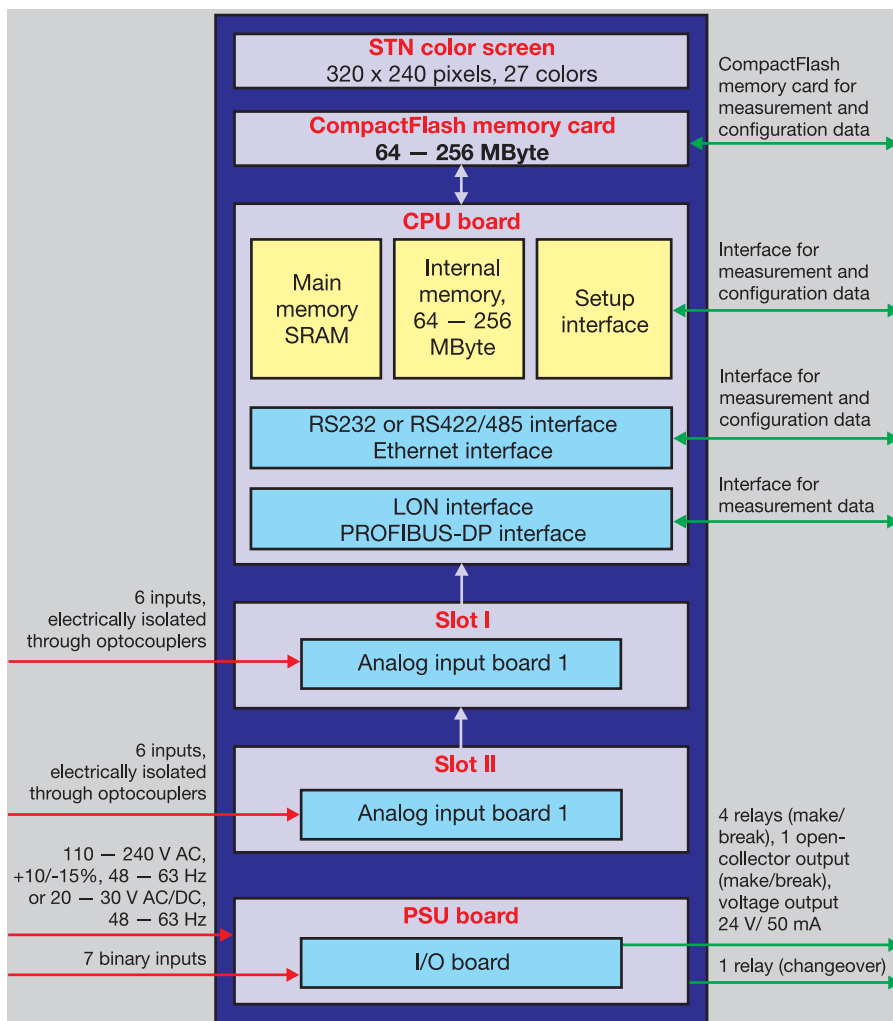 STN color screen
320 x 240 pixels, 27 colors
CompactFlash
memory card for
measurement and
configuration data
CompactFlash memory card
64 — 256 MByte
CPU board
Main
memory
SRAM
Internal
memory,
64 — 256
MByte
Setup
interface
Interface for
measurement and
configuration data
RS232 or RS422/485 interface
Ethernet interface
Interface for
measurement and
configuration data
LON interface
PROFIBUS-DP interface
Interface for
measurement data
6 inputs,
electrically isolated
through optocouplers
Slot I
Analog input board 1
6 inputs,
electrically isolated
through optocouplers
Slot II
Analog input board 1
110 — 240 V AC,
+10/-15%, 48 — 63 Hz
or 20 — 30 V AC/DC,
48 — 63 Hz
7 binary inputs
PSU board
I/O board
4 relays (make/
break), 1 open-
collector output
(make/break),
voltage output
24 V/ 50 mA
1 relay (changeover)